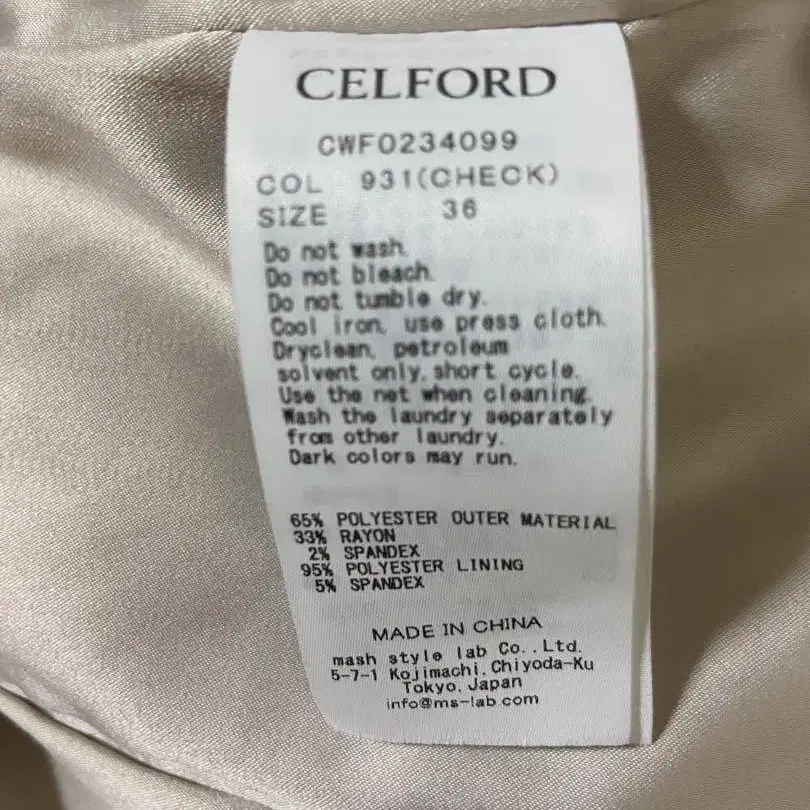 CELFORD
CWF0234099
COL 931(CHECK)
SIZE 36
Do not wash.
Do not bleach.
Do not tumble dry.
Cool iron, use press cloth.
Dryclean, petroleum
solvent only, short cycle.
Use the net when cleaning.
Wash the laundry separately
from other laundry.
Dark colors may run.
65% POLYESTER OUTER MATERIAL
33% RAYON
2% SPANDEX
95% POLYESTER LINING
5% SPANDEX
MADE IN CHINA
mash style lab Co.,Ltd.
5-7-1 Kojimachi,Chiyoda-Ku
Tokyo,Japan
info@ms-lab.com